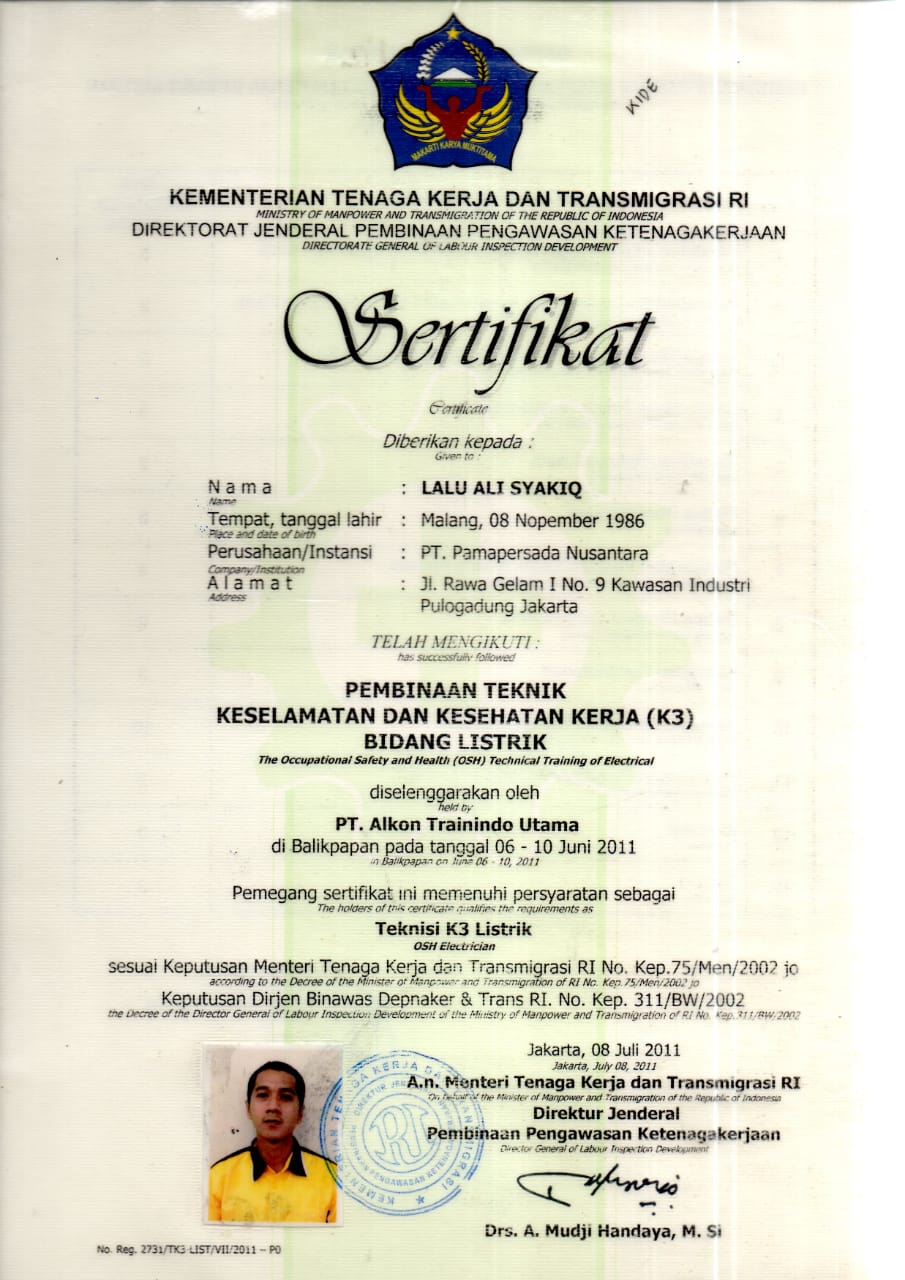 MAKARTI KARYA MUKTITAMA
KIDE
KEMENTERIAN TENAGA KERJA DAN TRANSMIGRASI RI
MINISTRY OF MANPOWER AND TRANSMIGRATION OF THE REPUBLIC OF INDONESIA
DIREKTORAT JENDERAL PEMBINAAN PENGAWASAN KETENAGAKERJAAN
DIRECTORATE GENERAL OF LABOUR INSPECTION DEVELOPMENT
Sertifikat
Certificate
Diberikan kepada :
Given to :
Nama : LALU ALI SYAKIQ
Name
Tempat, tanggal lahir : Malang, 08 Nopember 1986
Place and date of birth
Perusahaan/Instansi : PT. Pamapersada Nusantara
Company/Institution
Alamat : Jl. Rawa Gelam I No. 9 Kawasan Industri
Address
Pulogadung Jakarta
TELAH MENGIKUTI :
has successfully followed
PEMBINAAN TEKNIK
KESELAMATAN DAN KESEHATAN KERJA (K3)
BIDANG LISTRIK
The Occupational Safety and Health (OSH) Technical Training of Electrical
diselenggarakan oleh
held by
PT. Alkon Trainindo Utama
di Balikpapan pada tanggal 06 - 10 Juni 2011
in Balikpapan on June 06 - 10, 2011
Pemegang sertifikat ini memenuhi persyaratan sebagai
The holders of this certificate qualifies the requirements as
Teknisi K3 Listrik
OSH Electrician
sesuai Keputusan Menteri Tenaga Kerja dan Transmigrasi RI No. Kep.75/Men/2002 jo
according to the Decree of the Minister of Manpower and Transmigration of RI No. Kep.75/Men/2002 jo
Keputusan Dirjen Binawas Depnaker & Trans RI. No. Kep. 311/BW/2002
the Decree of the Director General of Labour Inspection Development of the Ministry of Manpower and Transmigration of RI No. Kep.311/BW/2002
Jakarta, 08 Juli 2011
Jakarta, July 08, 2011
A.n. Menteri Tenaga Kerja dan Transmigrasi RI
On behalf of the Minister of Manpower and Transmigration of the Republic of Indonesia
Direktur Jenderal
Pembinaan Pengawasan Ketenagakerjaan
Director General of Labour Inspection Development
KEMENTERIAN TENAGA KERJA DAN TRANSMIGRASI
RI
Drs. A. Mudji Handaya, M. Si
No. Reg. 2731/TK3-LIST/VII/2011 – P0